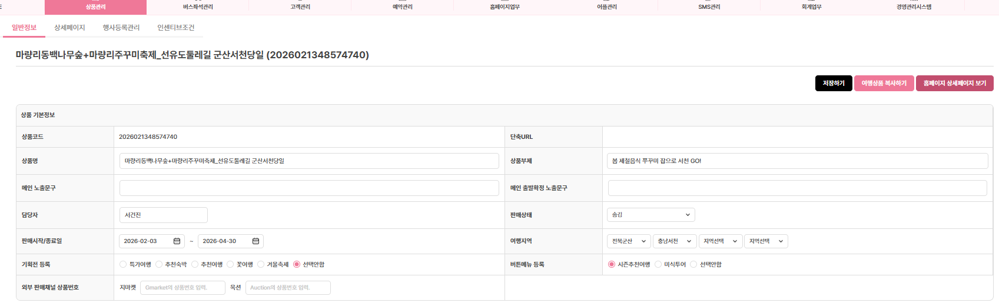 상품관리 버스좌석관리 고객관리 예약관리 홈페이지업무 어플관리 SMS관리 회계업무 경영관리시스템
일반정보 상세페이지 행사등록관리 인센티브조건
마량리동백나무숲+마량리주꾸미축제_선유도둘레길 군산서천당일 (2026021348574740)
저장하기 여행상품 복사하기 홈페이지 상세페이지 보기
상품 기본정보
상품코드 2026021348574740 단축URL
상품명 마량리동백나무숲+마량리주꾸미축제_선유도둘레길 군산서천당일 상품부제 봄 제철음식 쭈꾸미 잡으로 서천 GO!
메인 노출문구 메인 출발확정 노출문구
담당자 서건진 판매상태 숨김
판매시작/종료일 2026-02-03 ~ 2026-04-30 여행지역 전북군산 충남서천 지역선택 지역선택
기획전 등록 특가여행 추천숙박 추천여행 꽃여행 겨울축제 선택안함 버튼메뉴 등록 시즌추천여행 미식투어 선택안함
외부 판매채널 상품번호 지마켓 Gmarket의 상품번호 입력. 옥션 Auction의 상품번호 입력.